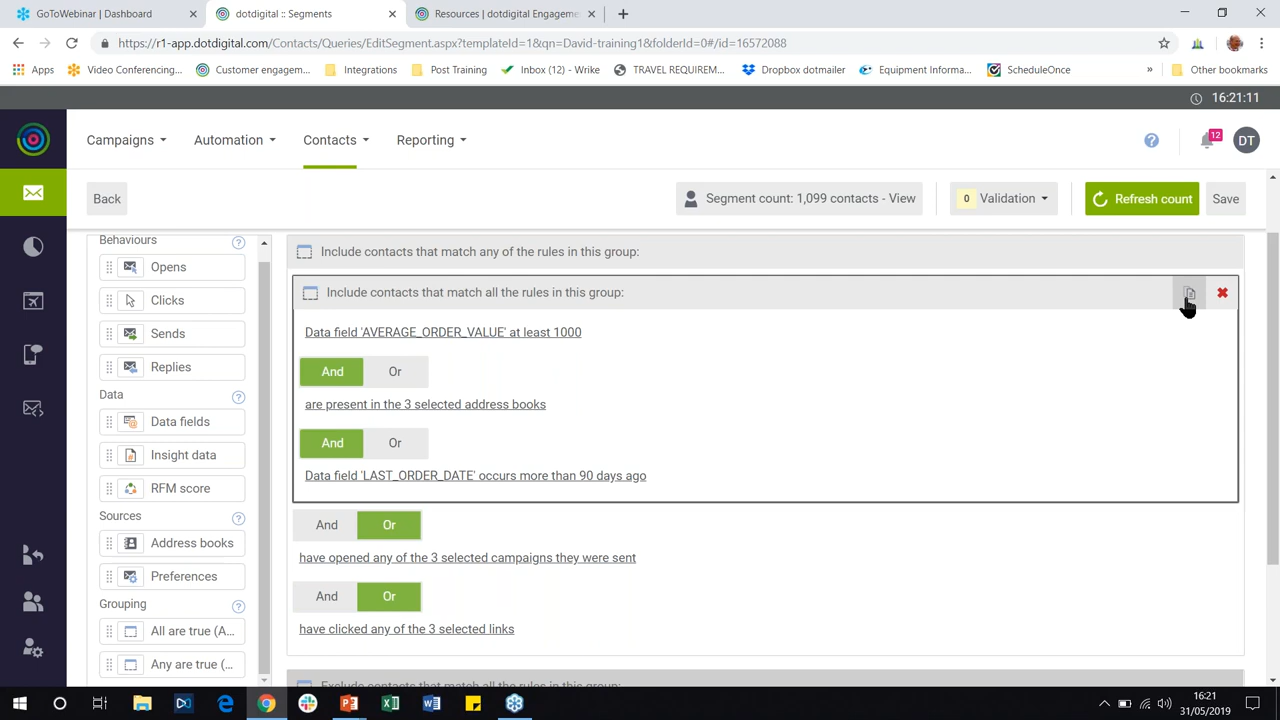 GoToWebinar | Dashboard
dotdigital :: Segments
Resources | dotdigital Engageme
https://r1-app.dotdigital.com/Contacts/Queries/EditSegment.aspx?templateId=1&qn=David-training1&folderId=0#/id=16572088
Apps Video Conferencing... Customer engagem... Integrations Post Training Inbox (12) - Wrike TRAVEL REQUIREM... Dropbox dotmailer Equipment Informa... ScheduleOnce » Other bookmarks
16:21:11
Campaigns Automation Contacts Reporting ? 12 DT
Back Segment count: 1,099 contacts - View 0 Validation Refresh count Save
Behaviours ?
Opens
Clicks
Sends
Replies
Data ?
Data fields
Insight data
RFM score
Sources ?
Address books
Preferences
Grouping ?
All are true (A...
Any are true (...
Include contacts that match any of the rules in this group:
Include contacts that match all the rules in this group:
Data field 'AVERAGE_ORDER_VALUE' at least 1000
And Or
are present in the 3 selected address books
And Or
Data field 'LAST_ORDER_DATE' occurs more than 90 days ago
And Or
have opened any of the 3 selected campaigns they were sent
And Or
have clicked any of the 3 selected links
Exclude contacts that match all the rules in this group:
16:21
31/05/2019